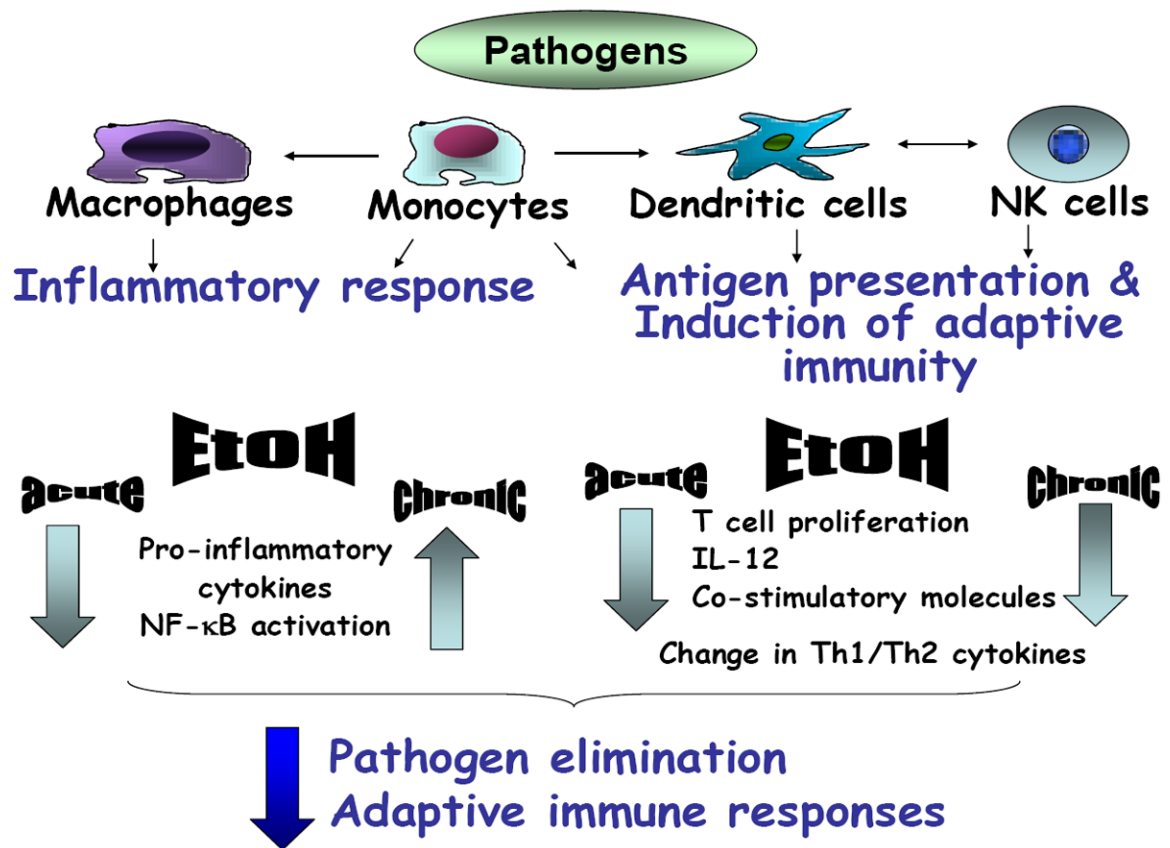 Pathogens
Macrophages
Monocytes
Dendritic cells
NK cells
Inflammatory response
Antigen presentation &
Induction of adaptive
immunity
EtOH
acute
chronic
Pro-inflammatory
cytokines
NF-κB activation
EtOH
acute
chronic
T cell proliferation
IL-12
Co-stimulatory molecules
Change in Th1/Th2 cytokines
Pathogen elimination
Adaptive immune responses